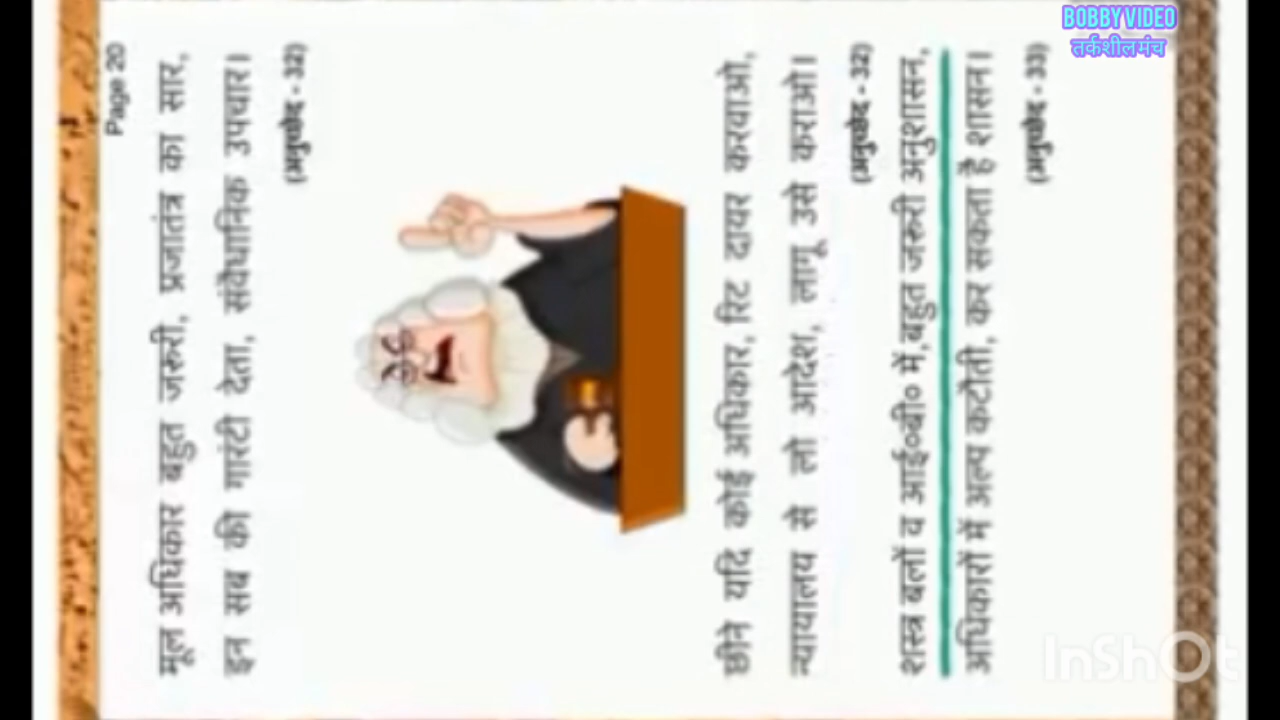 BOBBY VIDEO
तर्कशील मंच
Page 20
मूल अधिकार बहुत जरुरी, प्रजातंत्र का सार,
इन सब की गारंटी देता, संवैधानिक उपचार।
(अनुच्छेद - 32)
छीने यदि कोई अधिकार, रिट दायर करवाओ,
न्यायालय से लो आदेश, लागू उसे कराओ।
(अनुच्छेद - 32)
शस्त्र बलों व आई०बी० में, बहुत जरुरी अनुशासन,
अधिकारों में अल्प कटौती, कर सकता है शासन।
(अनुच्छेद - 33)
InShOt